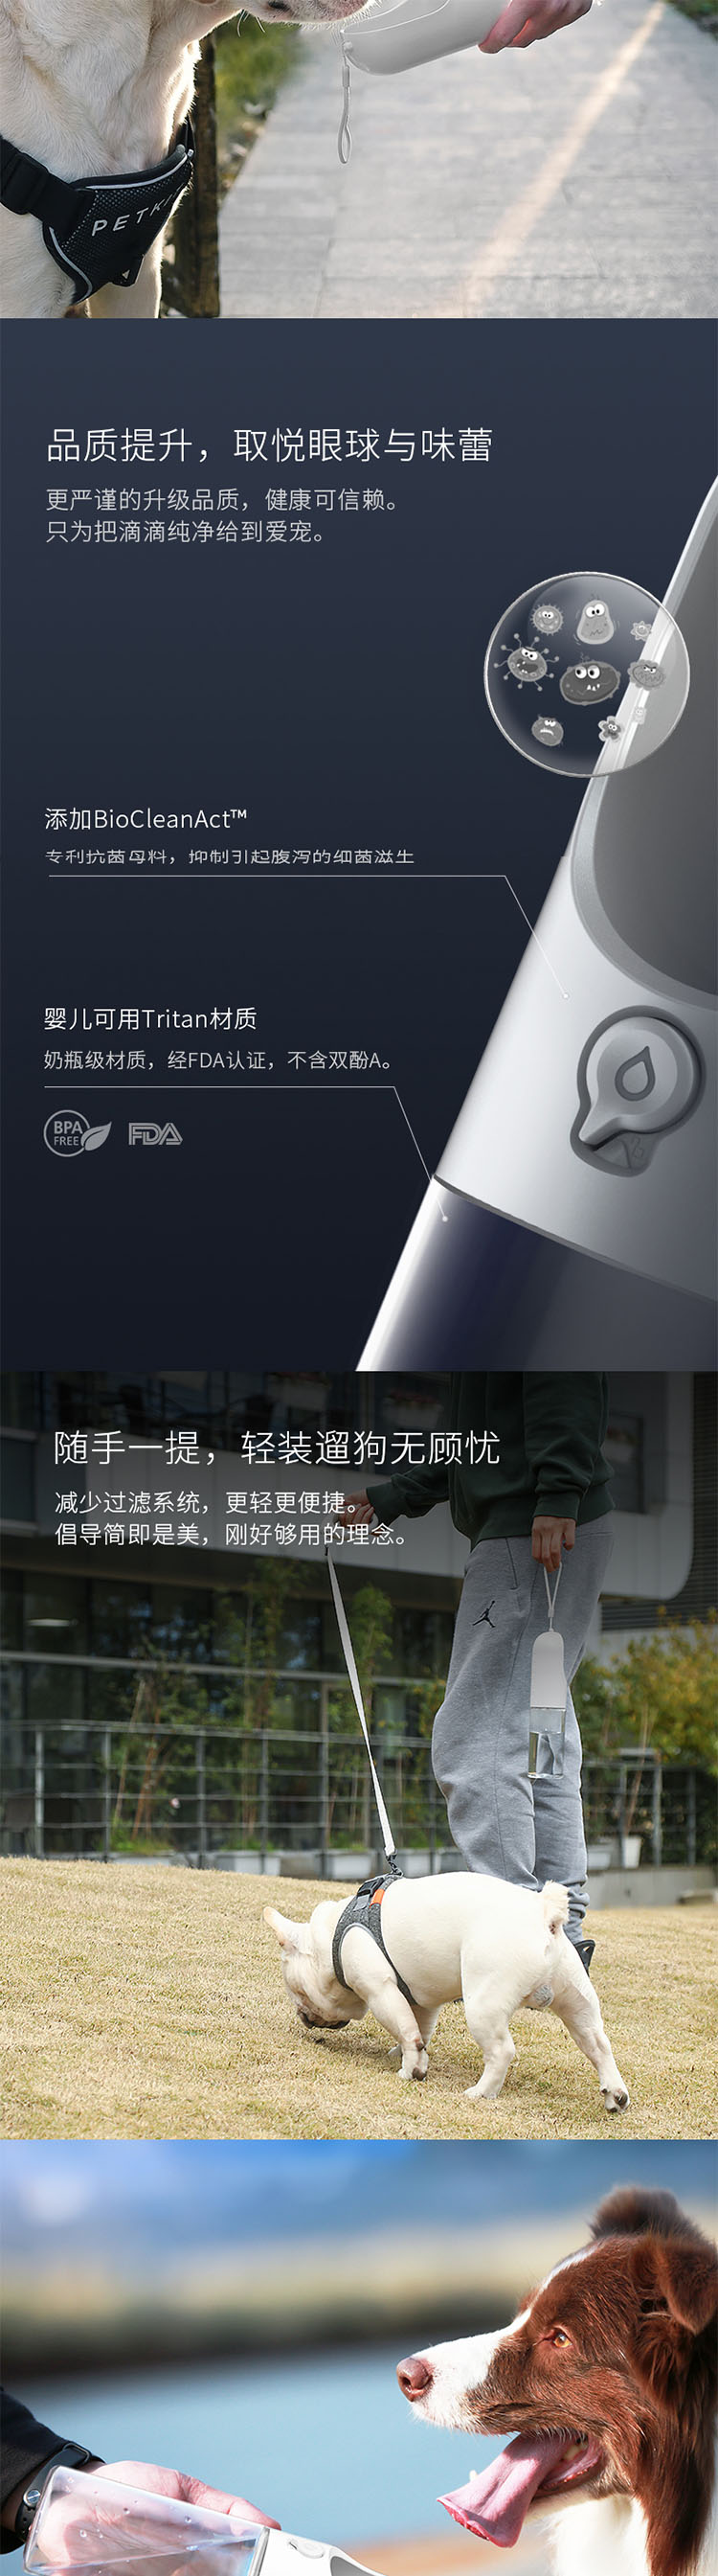 PETKI
品质提升，取悦眼球与味蕾
更严谨的升级品质，健康可信赖。
只为把滴滴纯净给到爱宠。
添加BioCleanAct™
专利抗菌母料，抑制引起腹泻的细菌滋生
婴儿可用Tritan材质
奶瓶级材质，经FDA认证，不含双酚A。
BPA
FREE
FDA
随手一提，轻装遛狗无顾忧
减少过滤系统，更轻更便捷。
倡导简即是美，刚好够用的理念。